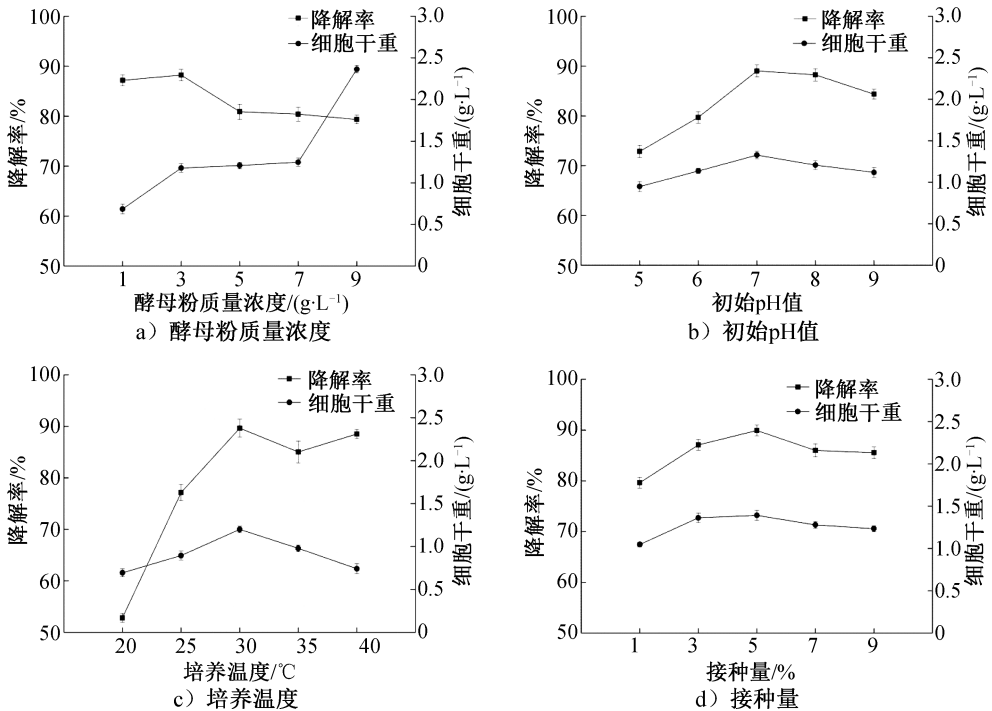 100
90
80
70
60
50
降解率/%
3.0
2.5
2.0
1.5
1.0
0.5
0
细胞干重/(g·L⁻¹)
降解率
细胞干重
1 3 5 7 9
酵母粉质量浓度/(g·L⁻¹)
a）酵母粉质量浓度
100
90
80
70
60
50
降解率/%
3.0
2.5
2.0
1.5
1.0
0.5
0
细胞干重/(g·L⁻¹)
降解率
细胞干重
5 6 7 8 9
初始pH值
b）初始pH值
100
90
80
70
60
50
降解率/%
3.0
2.5
2.0
1.5
1.0
0.5
0
细胞干重/(g·L⁻¹)
降解率
细胞干重
20 25 30 35 40
培养温度/℃
c）培养温度
100
90
80
70
60
50
降解率/%
3.0
2.5
2.0
1.5
1.0
0.5
0
细胞干重/(g·L⁻¹)
降解率
细胞干重
1 3 5 7 9
接种量/%
d）接种量